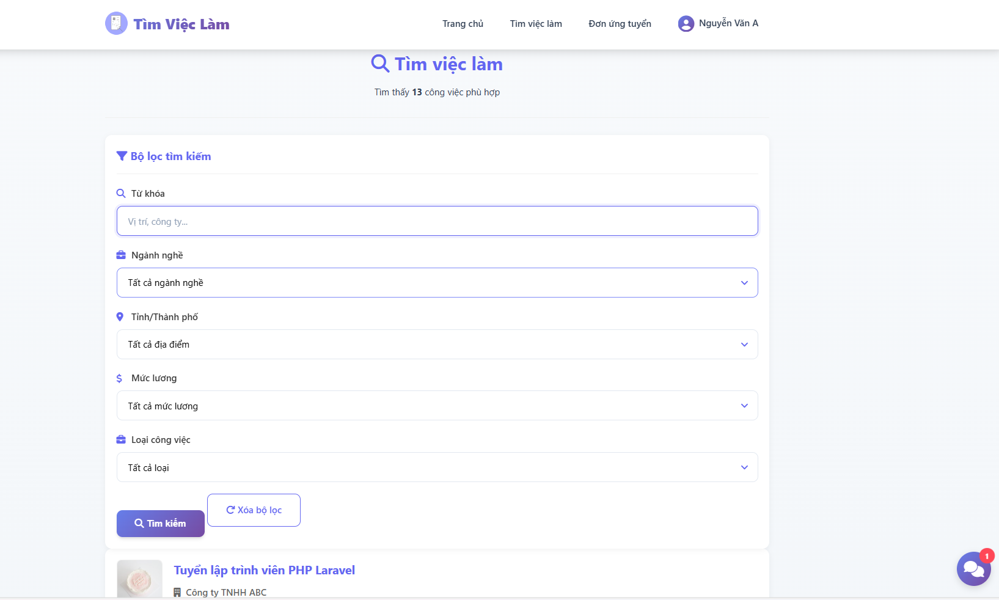 Tìm Việc Làm
Trang chủ
Tìm việc làm
Đơn ứng tuyển
Nguyễn Văn A
Tìm việc làm
Tìm thấy 13 công việc phù hợp
Bộ lọc tìm kiếm
Từ khóa
Vị trí, công ty...
Ngành nghề
Tất cả ngành nghề
Tỉnh/Thành phố
Tất cả địa điểm
Mức lương
Tất cả mức lương
Loại công việc
Tất cả loại
Tìm kiếm
Xóa bộ lọc
Tuyển lập trình viên PHP Laravel
Công ty TNHH ABC
1